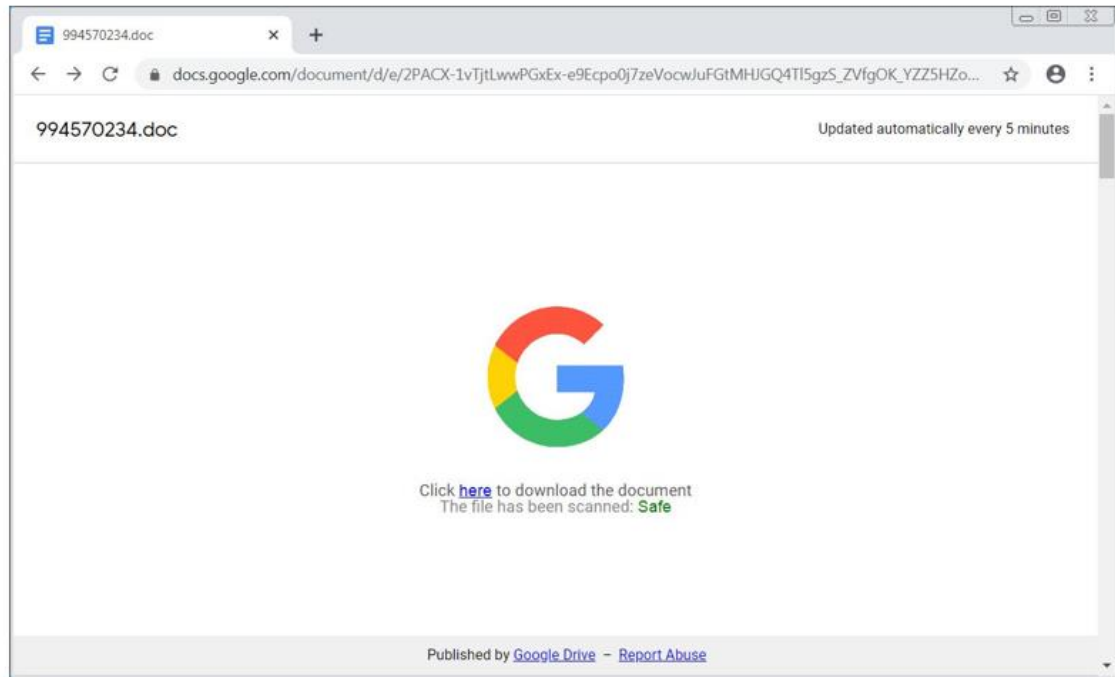 994570234.doc
docs.google.com/document/d/e/2PACX-1vTjtLwwPGxEx-e9Ecpo0j7zeVocwJuFGtMHJGQ4Tl5gzS_ZVfgOK_YZZ5HZo...
994570234.doc
Updated automatically every 5 minutes
Click here to download the document
The file has been scanned: Safe
Published by Google Drive – Report Abuse